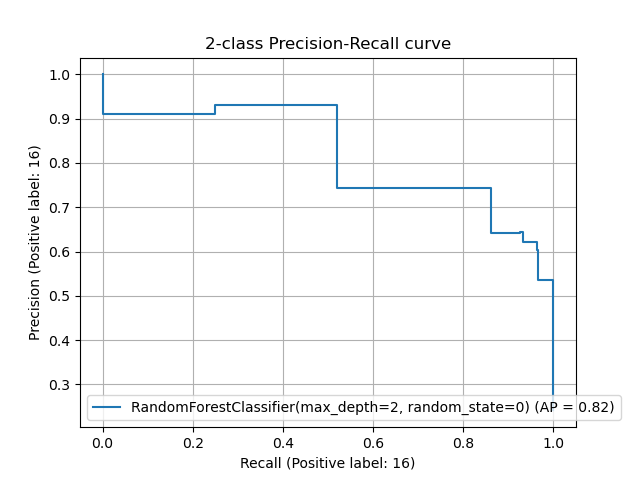 2-class Precision-Recall curve
1.0
0.9
0.8
0.7
0.6
0.5
0.4
0.3
Precision (Positive label: 16)
RandomForestClassifier(max_depth=2, random_state=0) (AP = 0.82)
0.0 0.2 0.4 0.6 0.8 1.0
Recall (Positive label: 16)